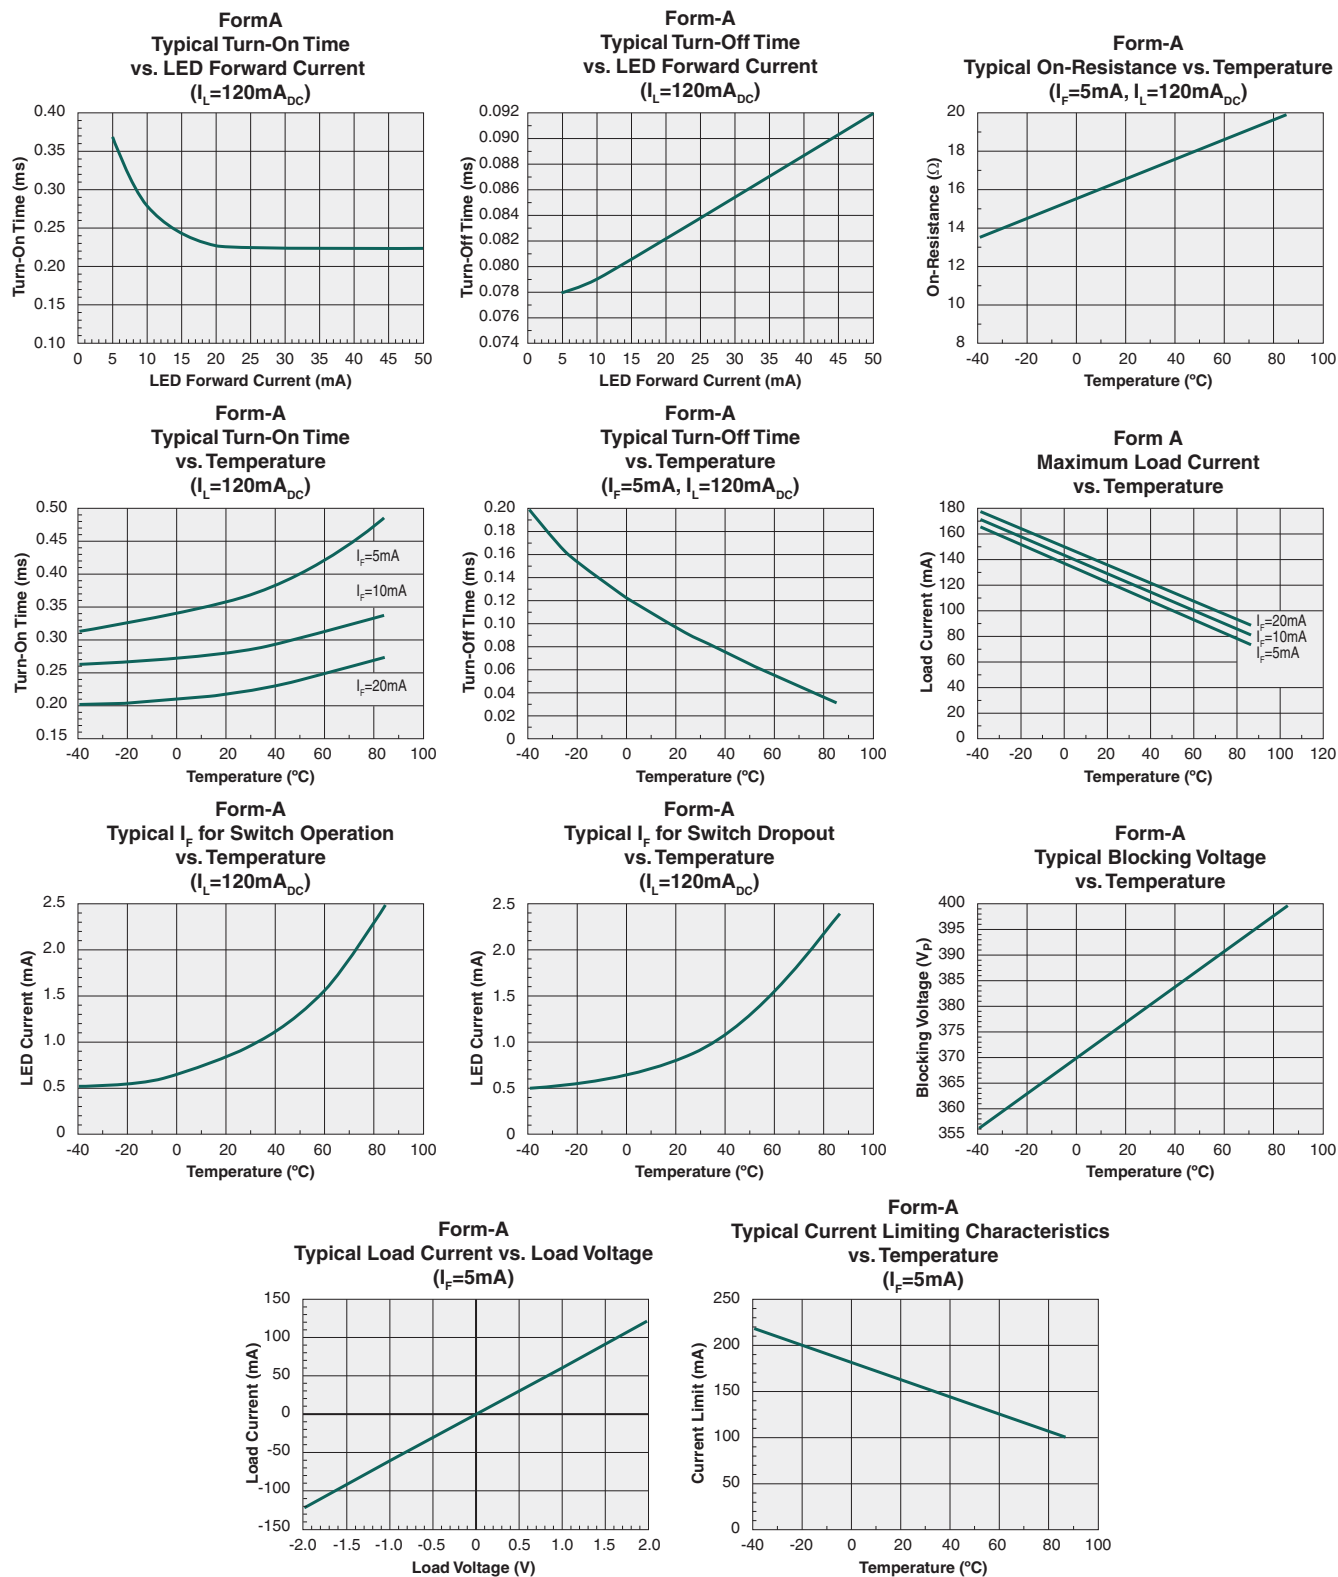 FormA
Typical Turn-On Time
vs. LED Forward Current
(IL=120mADC)
Turn-On Time (ms)
0.40
0.35
0.30
0.25
0.20
0.15
0.10
0 5 10 15 20 25 30 35 40 45 50
LED Forward Current (mA)
Form-A
Typical Turn-Off Time
vs. LED Forward Current
(IL=120mADC)
Turn-Off Time (ms)
0.092
0.090
0.088
0.086
0.084
0.082
0.080
0.078
0.076
0.074
0 5 10 15 20 25 30 35 40 45 50
LED Forward Current (mA)
Form-A
Typical On-Resistance vs. Temperature
(IF=5mA, IL=120mADC)
On-Resistance (Ω)
20
18
16
14
12
10
8
-40 -20 0 20 40 60 80 100
Temperature (ºC)
Form-A
Typical Turn-On Time
vs. Temperature
(IL=120mADC)
Turn-On Time (ms)
0.50
0.45
0.40
0.35
0.30
0.25
0.20
0.15
IF=5mA
IF=10mA
IF=20mA
-40 -20 0 20 40 60 80 100
Temperature (ºC)
Form-A
Typical Turn-Off Time
vs. Temperature
(IF=5mA, IL=120mADC)
Turn-Off TIme (ms)
0.20
0.18
0.16
0.14
0.12
0.10
0.08
0.06
0.04
0.02
0
-40 -20 0 20 40 60 80 100
Temperature (ºC)
Form A
Maximum Load Current
vs. Temperature
Load Current (mA)
180
160
140
120
100
80
60
40
20
0
IF=20mA
IF=10mA
IF=5mA
-40 -20 0 20 40 60 80 100 120
Temperature (ºC)
Form-A
Typical IF for Switch Operation
vs. Temperature
(IL=120mADC)
LED Current (mA)
2.5
2.0
1.5
1.0
0.5
0
-40 -20 0 20 40 60 80 100
Temperature (ºC)
Form-A
Typical IF for Switch Dropout
vs. Temperature
(IL=120mADC)
LED Current (mA)
2.5
2.0
1.5
1.0
0.5
0
-40 -20 0 20 40 60 80 100
Temperature (ºC)
Form-A
Typical Blocking Voltage
vs. Temperature
Blocking Voltage (VP)
400
395
390
385
380
375
370
365
360
355
-40 -20 0 20 40 60 80 100
Temperature (ºC)
Form-A
Typical Load Current vs. Load Voltage
(IF=5mA)
Load Current (mA)
150
100
50
0
-50
-100
-150
-2.0 -1.5 -1.0 -0.5 0 0.5 1.0 1.5 2.0
Load Voltage (V)
Form-A
Typical Current Limiting Characteristics
vs. Temperature
(IF=5mA)
Current Limit (mA)
250
200
150
100
50
0
-40 -20 0 20 40 60 80 100
Temperature (ºC)